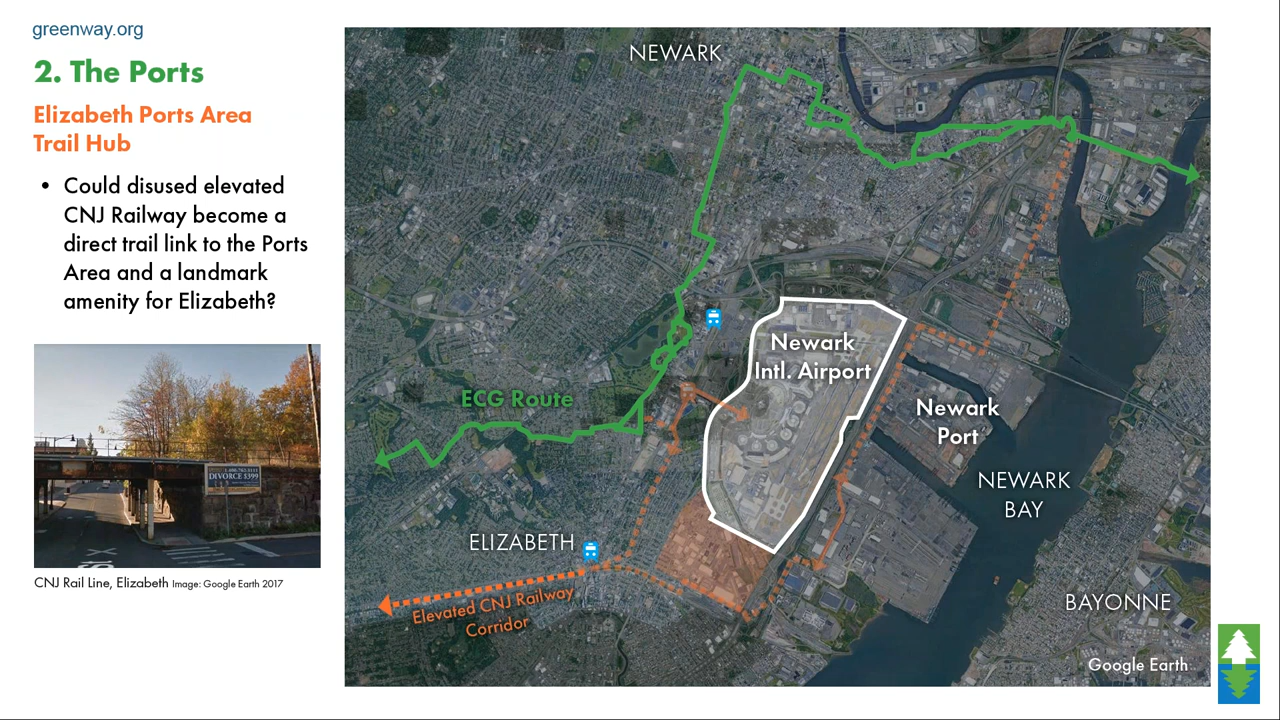 greenway.org
2. The Ports
Elizabeth Ports Area
Trail Hub
• Could disused elevated
CNJ Railway become a
direct trail link to the Ports
Area and a landmark
amenity for Elizabeth?
DIVORCE $399
CNJ Rail Line, Elizabeth Image: Google Earth 2017
NEWARK
Newark
Intl. Airport
ECG Route
Newark
Port
NEWARK
BAY
ELIZABETH
Elevated CNJ Railway
Corridor
BAYONNE
Google Earth